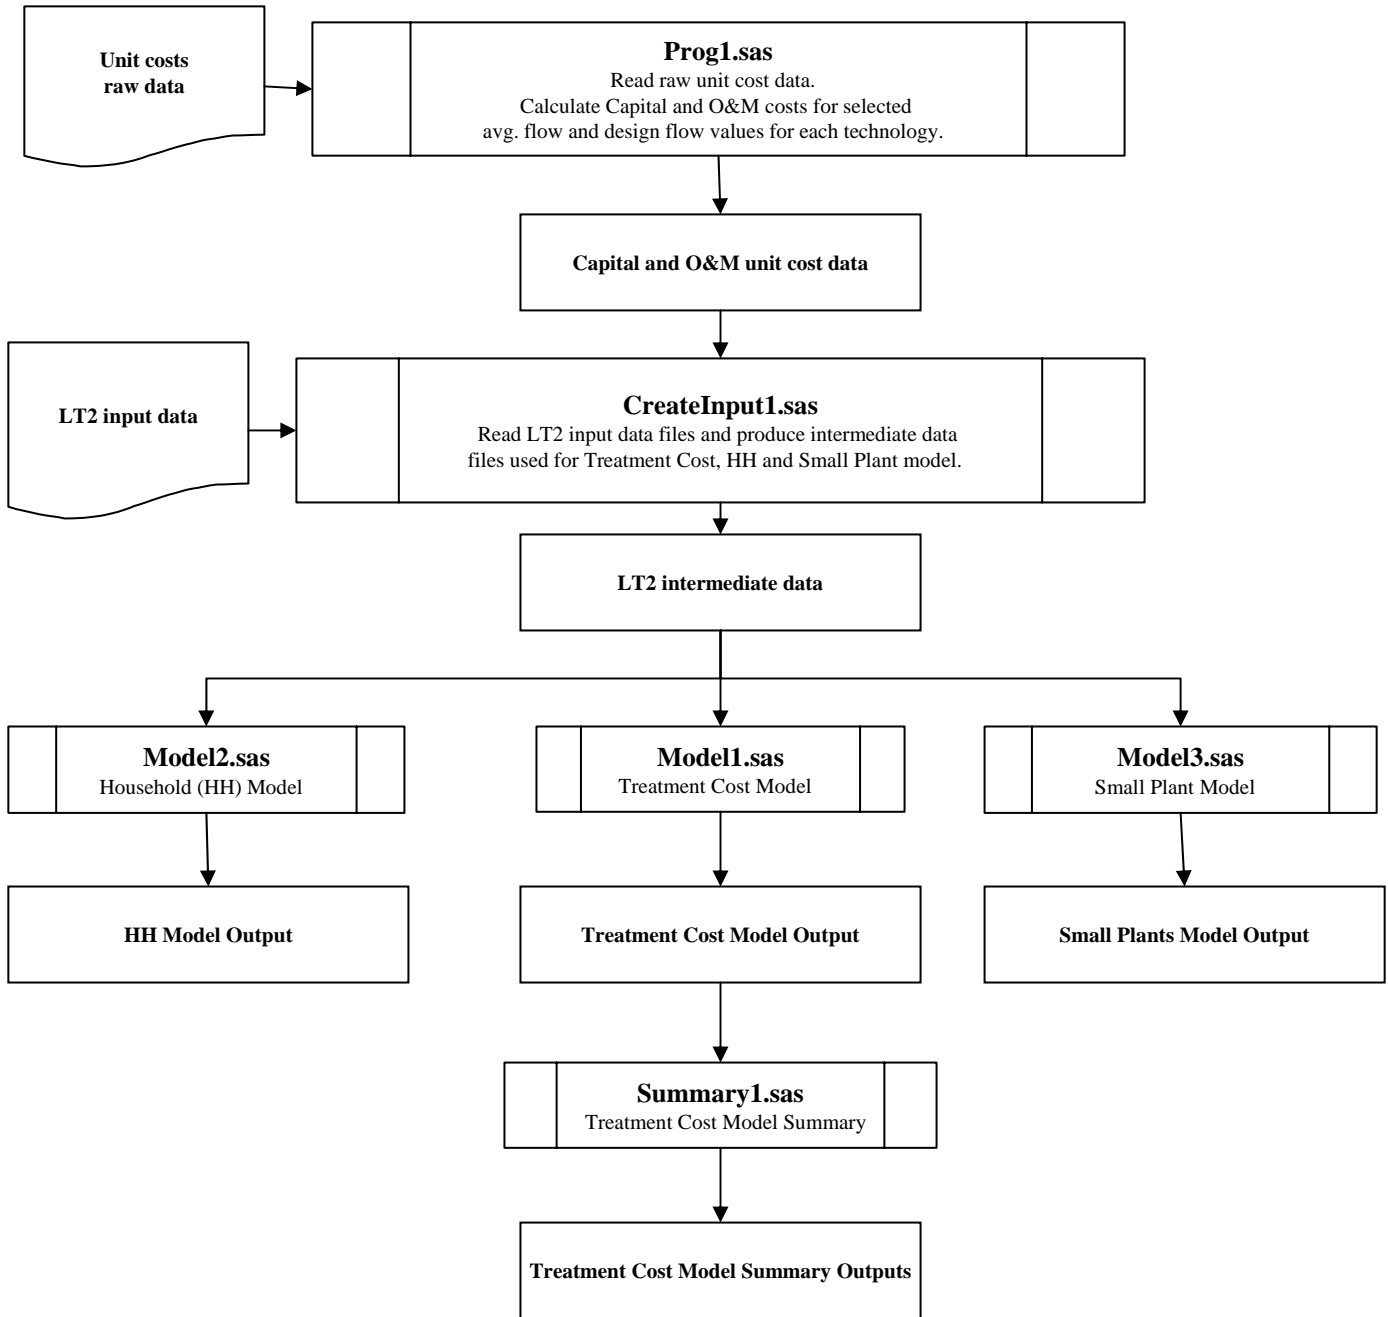 Unit costs
raw data
Prog1.sas
Read raw unit cost data.
Calculate Capital and O&M costs for selected
avg. flow and design flow values for each technology.
Capital and O&M unit cost data
LT2 input data
CreateInput1.sas
Read LT2 input data files and produce intermediate data
files used for Treatment Cost, HH and Small Plant model.
LT2 intermediate data
Model2.sas
Household (HH) Model
Model1.sas
Treatment Cost Model
Model3.sas
Small Plant Model
HH Model Output
Treatment Cost Model Output
Small Plants Model Output
Summary1.sas
Treatment Cost Model Summary
Treatment Cost Model Summary Outputs